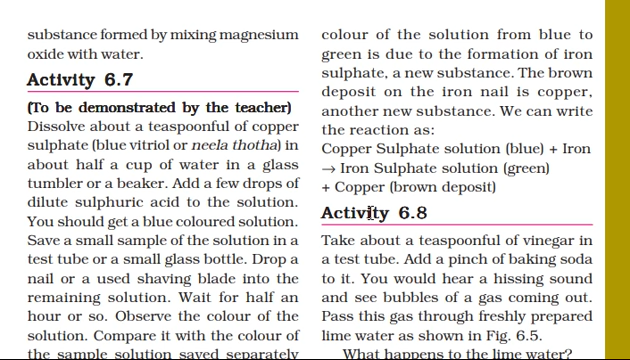 substance formed by mixing magnesium
oxide with water.
Activity 6.7
(To be demonstrated by the teacher)
Dissolve about a teaspoonful of copper
sulphate (blue vitriol or neela thotha) in
about half a cup of water in a glass
tumbler or a beaker. Add a few drops of
dilute sulphuric acid to the solution.
You should get a blue coloured solution.
Save a small sample of the solution in a
test tube or a small glass bottle. Drop a
nail or a used shaving blade into the
remaining solution. Wait for half an
hour or so. Observe the colour of the
solution. Compare it with the colour of
the sample solution saved separately
colour of the solution from blue to
green is due to the formation of iron
sulphate, a new substance. The brown
deposit on the iron nail is copper,
another new substance. We can write
the reaction as:
Copper Sulphate solution (blue) + Iron
→ Iron Sulphate solution (green)
+ Copper (brown deposit)
Activity 6.8
Take about a teaspoonful of vinegar in
a test tube. Add a pinch of baking soda
to it. You would hear a hissing sound
and see bubbles of a gas coming out.
Pass this gas through freshly prepared
lime water as shown in Fig. 6.5.
What happens to the lime water?